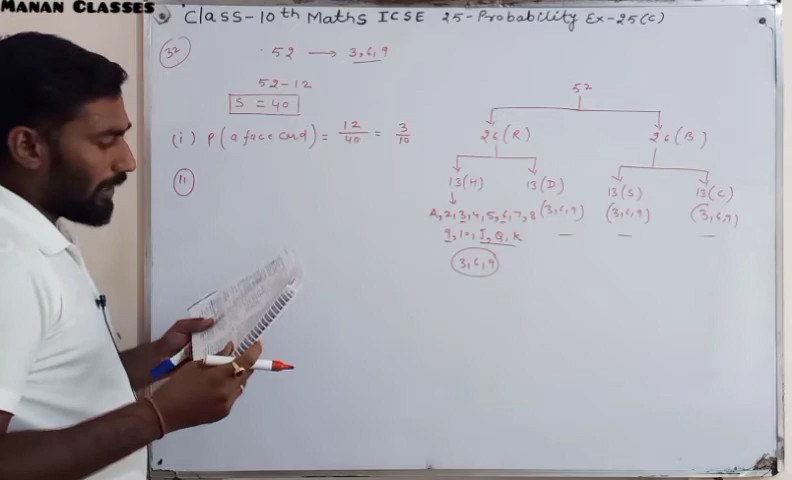 MANAN CLASSES
Class-10th Maths ICSE 25-Probability Ex-25(C)
32
52 → 3,6,9
52-12
S = 40
(i) P(a face card) = 12/40 = 3/10
(ii)
52
26(R) 26(B)
13(H) 13(D) 13(S) 13(C)
A,2,3,4,5,6,7,8 (3,6,9) (3,6,9) (3,6,9)
9,10,J,Q,K
3,6,9